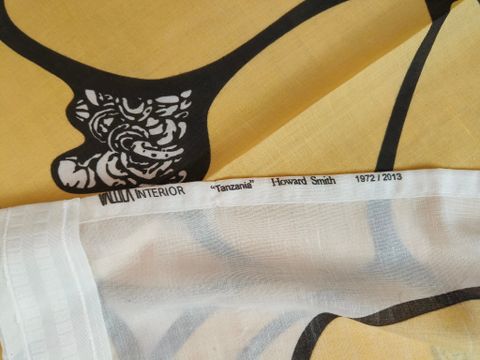 VALLILA INTERIOR "Tanzania" Howard Smith 1972 / 2013